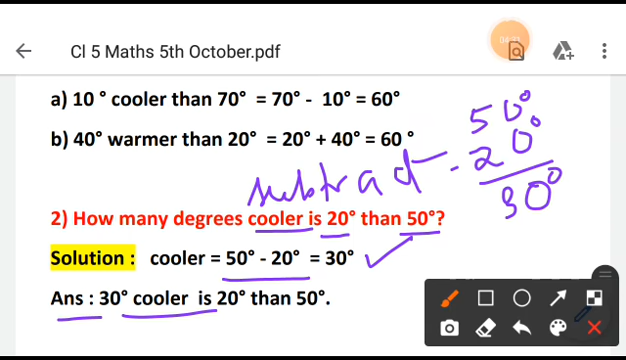 Cl 5 Maths 5th October.pdf
a) 10 ° cooler than 70° = 70° - 10° = 60°
b) 40° warmer than 20° = 20° + 40° = 60 °
50°
- 20°
30°
subtract
2) How many degrees cooler is 20° than 50°?
Solution : cooler = 50° - 20° = 30°
Ans : 30° cooler is 20° than 50°.